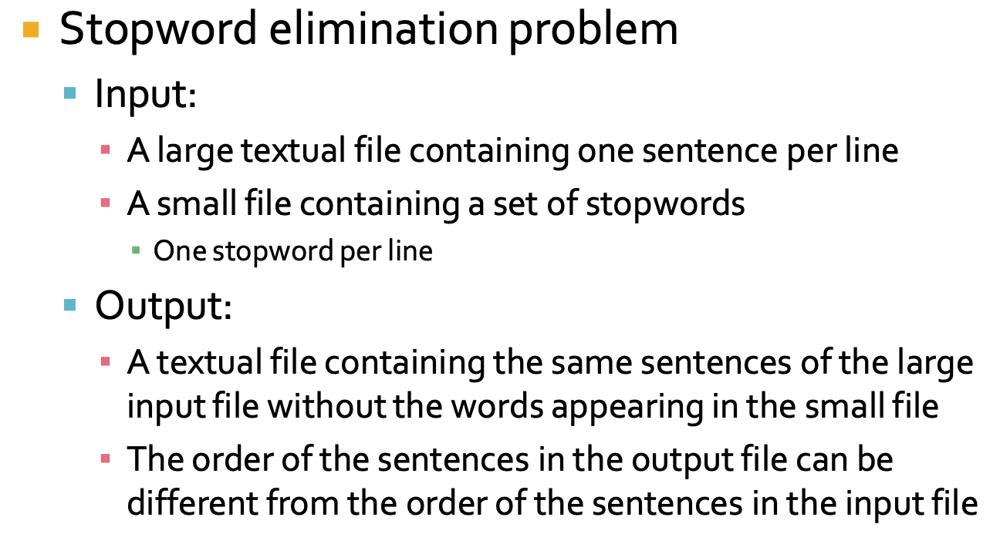 Stopword elimination problem
Input:
A large textual file containing one sentence per line
A small file containing a set of stopwords
One stopword per line
Output:
A textual file containing the same sentences of the large
input file without the words appearing in the small file
The order of the sentences in the output file can be
different from the order of the sentences in the input file